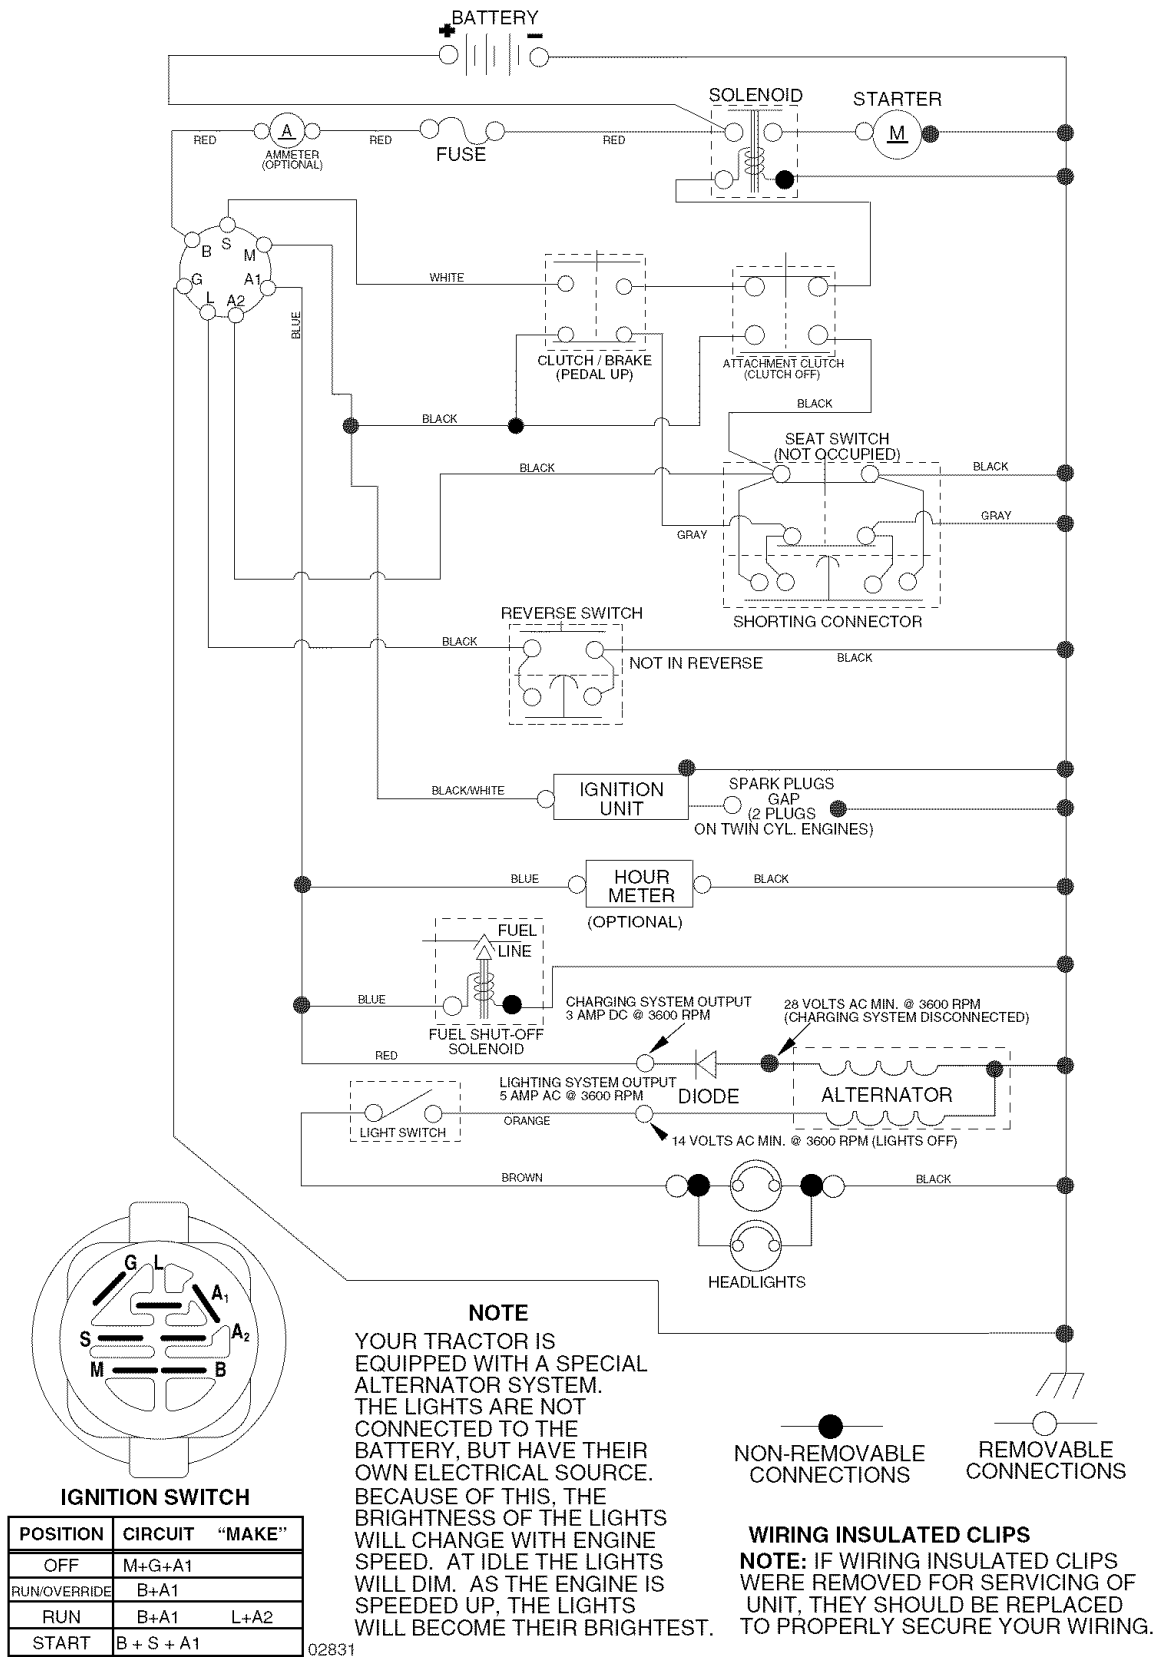 BATTERY
+ −
SOLENOID
STARTER
RED
A
AMMETER
(OPTIONAL)
RED
FUSE
RED
M
B
S
M
G
A1
L
A2
BLUE
WHITE
CLUTCH / BRAKE
(PEDAL UP)
ATTACHMENT CLUTCH
(CLUTCH OFF)
BLACK
BLACK
SEAT SWITCH
(NOT OCCUPIED)
BLACK
BLACK
GRAY
GRAY
SHORTING CONNECTOR
REVERSE SWITCH
BLACK
NOT IN REVERSE
BLACK
BLACK/WHITE
IGNITION
UNIT
SPARK PLUGS
GAP
(2 PLUGS
ON TWIN CYL. ENGINES)
BLUE
HOUR
METER
BLACK
(OPTIONAL)
FUEL
LINE
BLUE
FUEL SHUT-OFF
SOLENOID
CHARGING SYSTEM OUTPUT
3 AMP DC @ 3600 RPM
28 VOLTS AC MIN. @ 3600 RPM
(CHARGING SYSTEM DISCONNECTED)
RED
LIGHTING SYSTEM OUTPUT
5 AMP AC @ 3600 RPM
DIODE
ALTERNATOR
LIGHT SWITCH
ORANGE
14 VOLTS AC MIN. @ 3600 RPM (LIGHTS OFF)
BROWN
BLACK
HEADLIGHTS
G L
A1
S
A2
M
B
IGNITION SWITCH
POSITION CIRCUIT "MAKE"
OFF M+G+A1
RUN/OVERRIDE B+A1
RUN B+A1 L+A2
START B + S + A1
02831
NOTE
YOUR TRACTOR IS
EQUIPPED WITH A SPECIAL
ALTERNATOR SYSTEM.
THE LIGHTS ARE NOT
CONNECTED TO THE
BATTERY, BUT HAVE THEIR
OWN ELECTRICAL SOURCE.
BECAUSE OF THIS, THE
BRIGHTNESS OF THE LIGHTS
WILL CHANGE WITH ENGINE
SPEED. AT IDLE THE LIGHTS
WILL DIM. AS THE ENGINE IS
SPEEDED UP, THE LIGHTS
WILL BECOME THEIR BRIGHTEST.
NON-REMOVABLE
CONNECTIONS
REMOVABLE
CONNECTIONS
WIRING INSULATED CLIPS
NOTE: IF WIRING INSULATED CLIPS
WERE REMOVED FOR SERVICING OF
UNIT, THEY SHOULD BE REPLACED
TO PROPERLY SECURE YOUR WIRING.